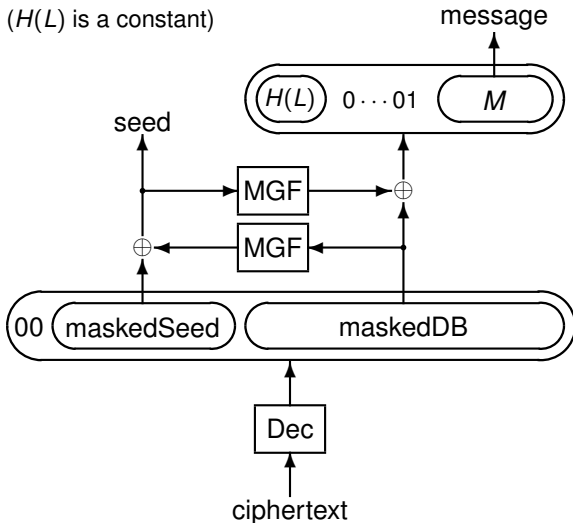 (H(L) is a constant)
message
H(L) 0···01 M
seed
MGF ⊕
⊕ MGF
00 maskedSeed maskedDB
Dec
ciphertext